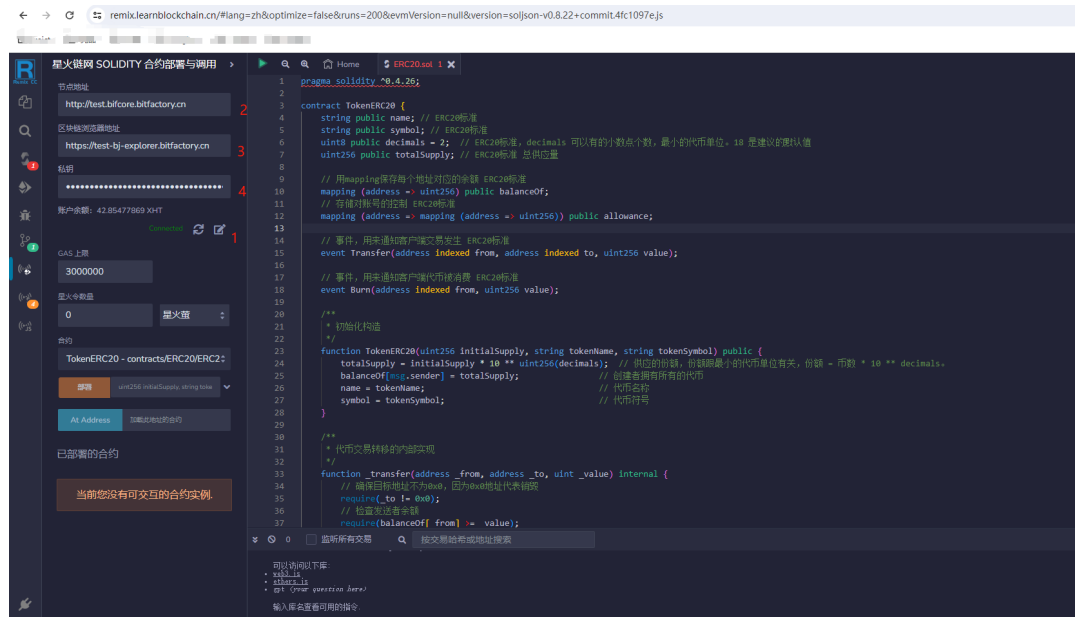 remix.learnblockchain.cn/#lang=zh&optimize=false&runs=200&evmVersion=null&version=soljson-v0.8.22+commit.4fc1097e.js
星火链网 SOLIDITY 合约部署与调用
节点地址
http://test.bifcore.bitfactory.cn
2
区块链浏览器地址
https://test-bj-explorer.bitfactory.cn
3
私钥
4
账户余额：42.85477869 XHT
Connected
1
GAS 上限
3000000
星火令数量
0
星火萤
合约
TokenERC20 - contracts/ERC20/ERC2
部署
uint256 initialSupply, string toke
At Address
加载此地址的合约
已部署的合约
当前您没有可交互的合约实例.
Home
ERC20.sol 1
1 pragma solidity ^0.4.26;
2
3 contract TokenERC20 {
4 string public name; // ERC20标准
5 string public symbol; // ERC20标准
6 uint8 public decimals = 2; // ERC20标准，decimals 可以有的小数点个数，最小的代币单位。18 是建议的默认值
7 uint256 public totalSupply; // ERC20标准 总供应量
8
9 // 用mapping保存每个地址对应的余额 ERC20标准
10 mapping (address => uint256) public balanceOf;
11 // 存储对账号的控制 ERC20标准
12 mapping (address => mapping (address => uint256)) public allowance;
13
14 // 事件，用来通知客户端交易发生 ERC20标准
15 event Transfer(address indexed from, address indexed to, uint256 value);
16
17 // 事件，用来通知客户端代币被消费 ERC20标准
18 event Burn(address indexed from, uint256 value);
19
20 /**
21 * 初始化构造
22 */
23 function TokenERC20(uint256 initialSupply, string tokenName, string tokenSymbol) public {
24 totalSupply = initialSupply * 10 ** uint256(decimals); // 供应的份额，份额跟最小的代币单位有关，份额 = 币数 * 10 ** decimals。
25 balanceOf[msg.sender] = totalSupply; // 创建者拥有所有的代币
26 name = tokenName; // 代币名称
27 symbol = tokenSymbol; // 代币符号
28 }
29
30 /**
31 * 代币交易转移的内部实现
32 */
33 function _transfer(address _from, address _to, uint _value) internal {
34 // 确保目标地址不为0x0，因为0x0地址代表销毁
35 require(_to != 0x0);
36 // 检查发送者余额
37 require(balanceOf[_from] >= _value);
0
监听所有交易
按交易哈希或地址搜索
可以访问以下库:
• web3.js
• ethers.js
• gpt (your question here)
输入库名查看可用的指令.